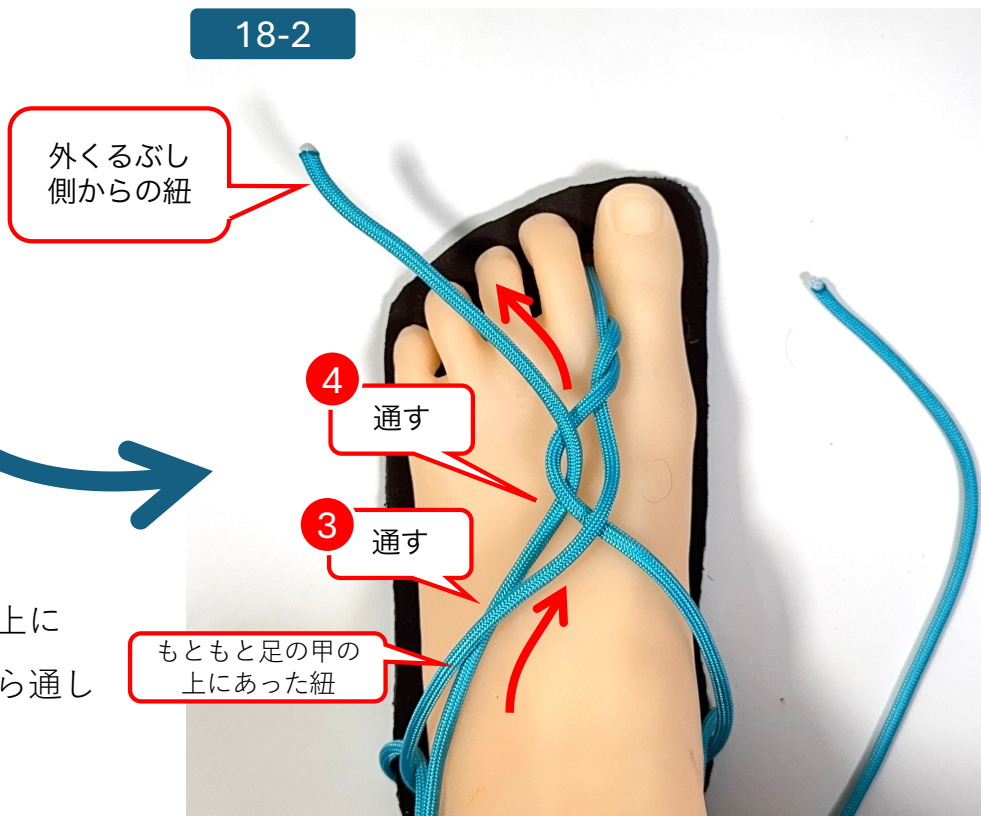 18-2
外くるぶし
側からの紐
4
通す
3
通す
上に
もともと足の甲の
上にあった紐
ら通し